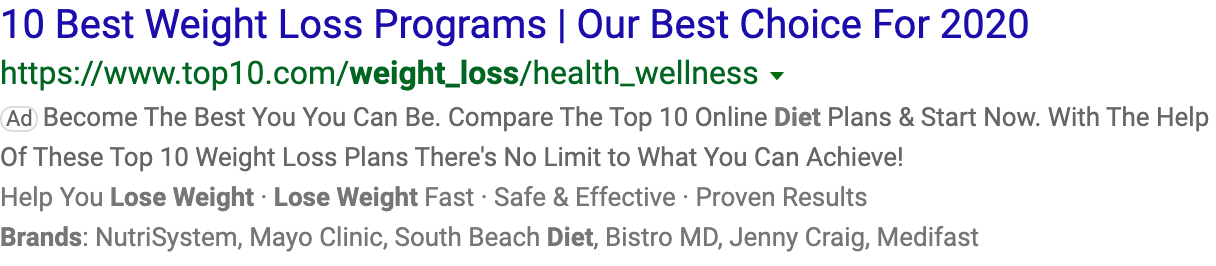 10 Best Weight Loss Programs | Our Best Choice For 2020
https://www.top10.com/weight_loss/health_wellness
Ad Become The Best You You Can Be. Compare The Top 10 Online Diet Plans & Start Now. With The Help
Of These Top 10 Weight Loss Plans There's No Limit to What You Can Achieve!
Help You Lose Weight · Lose Weight Fast · Safe & Effective · Proven Results
Brands: NutriSystem, Mayo Clinic, South Beach Diet, Bistro MD, Jenny Craig, Medifast